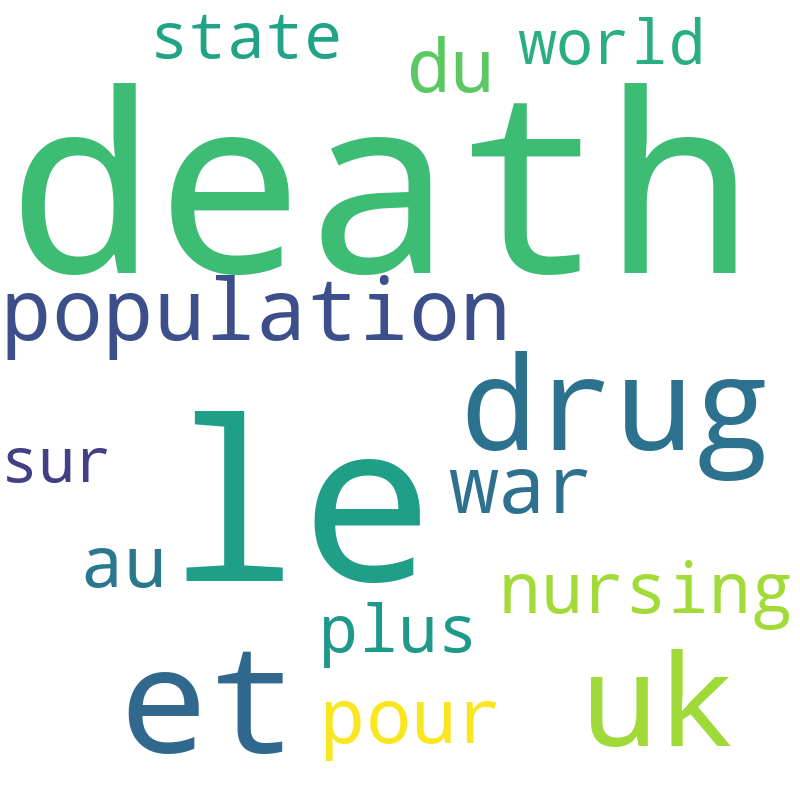 state
du
world
death
population
drug
le
sur
war
au
nursing
plus
et
pour
uk